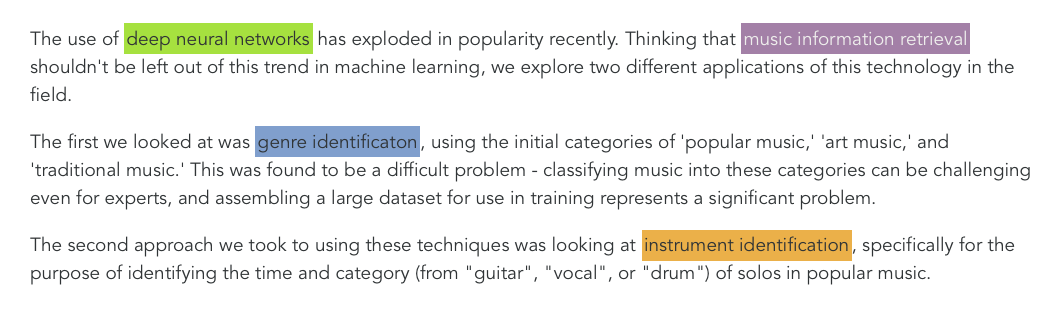 The use of deep neural networks has exploded in popularity recently. Thinking that music information retrieval
shouldn't be left out of this trend in machine learning, we explore two different applications of this technology in the
field.
The first we looked at was genre identificaton, using the initial categories of 'popular music,' 'art music,' and
'traditional music.' This was found to be a difficult problem - classifying music into these categories can be challenging
even for experts, and assembling a large dataset for use in training represents a significant problem.
The second approach we took to using these techniques was looking at instrument identification, specifically for the
purpose of identifying the time and category (from "guitar", "vocal", or "drum") of solos in popular music.